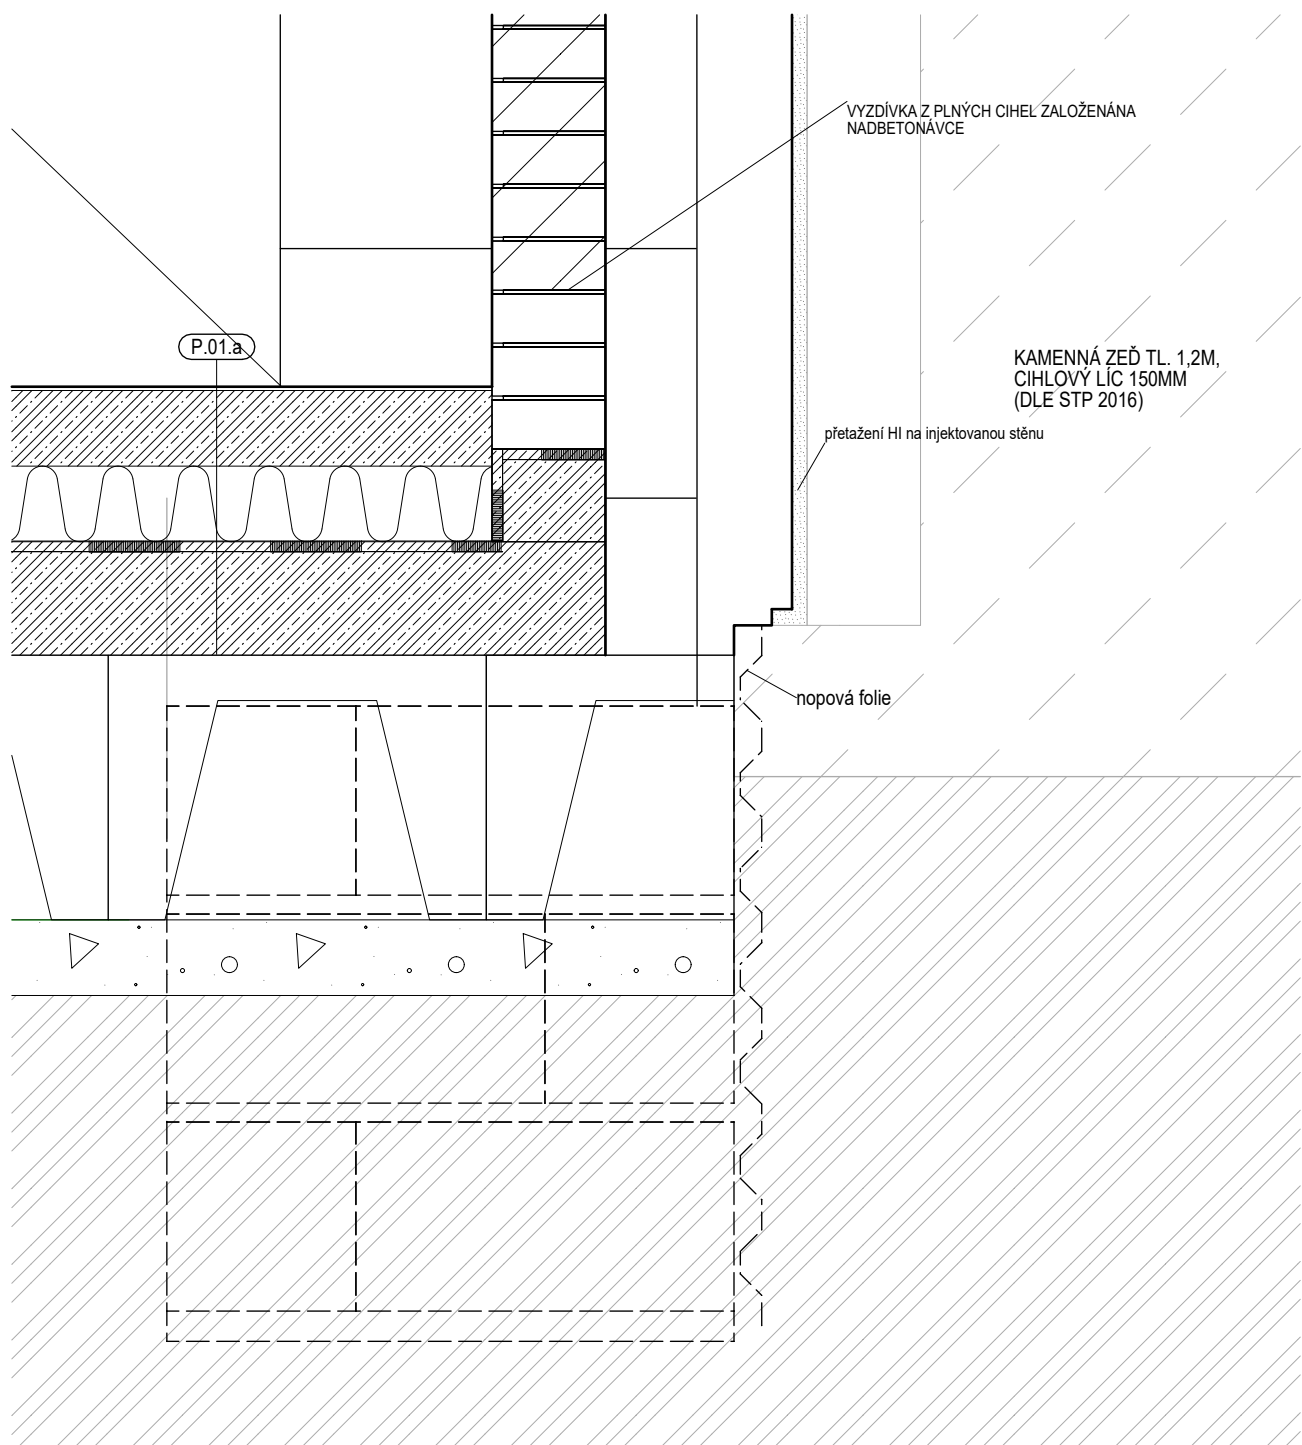 VYZDÍVKA Z PLNÝCH CIHEL ZALOŽENÁNA
NADBETONÁVCE
P.01.a
KAMENNÁ ZEĎ TL. 1,2M,
CIHLOVÝ LÍC 150MM
(DLE STP 2016)
přetažení HI na injektovanou stěnu
nopová folie